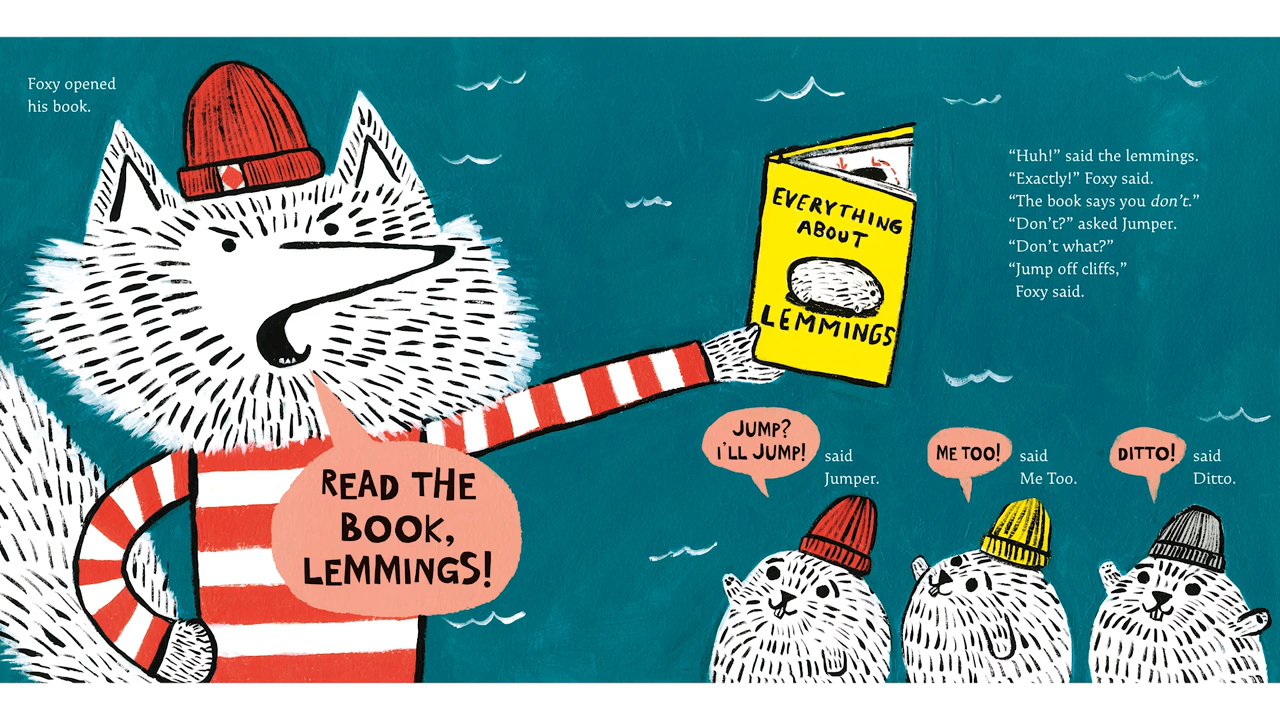 Foxy opened
his book.
READ THE
BOOK,
LEMMINGS!
EVERYTHING
ABOUT
LEMMINGS
“Huh!” said the lemmings.
“Exactly!” Foxy said.
“The book says you don’t.”
“Don’t?” asked Jumper.
“Don’t what?”
“Jump off cliffs,”
Foxy said.
JUMP?
I’LL JUMP!
said
Jumper.
ME TOO!
said
Me Too.
DITTO!
said
Ditto.